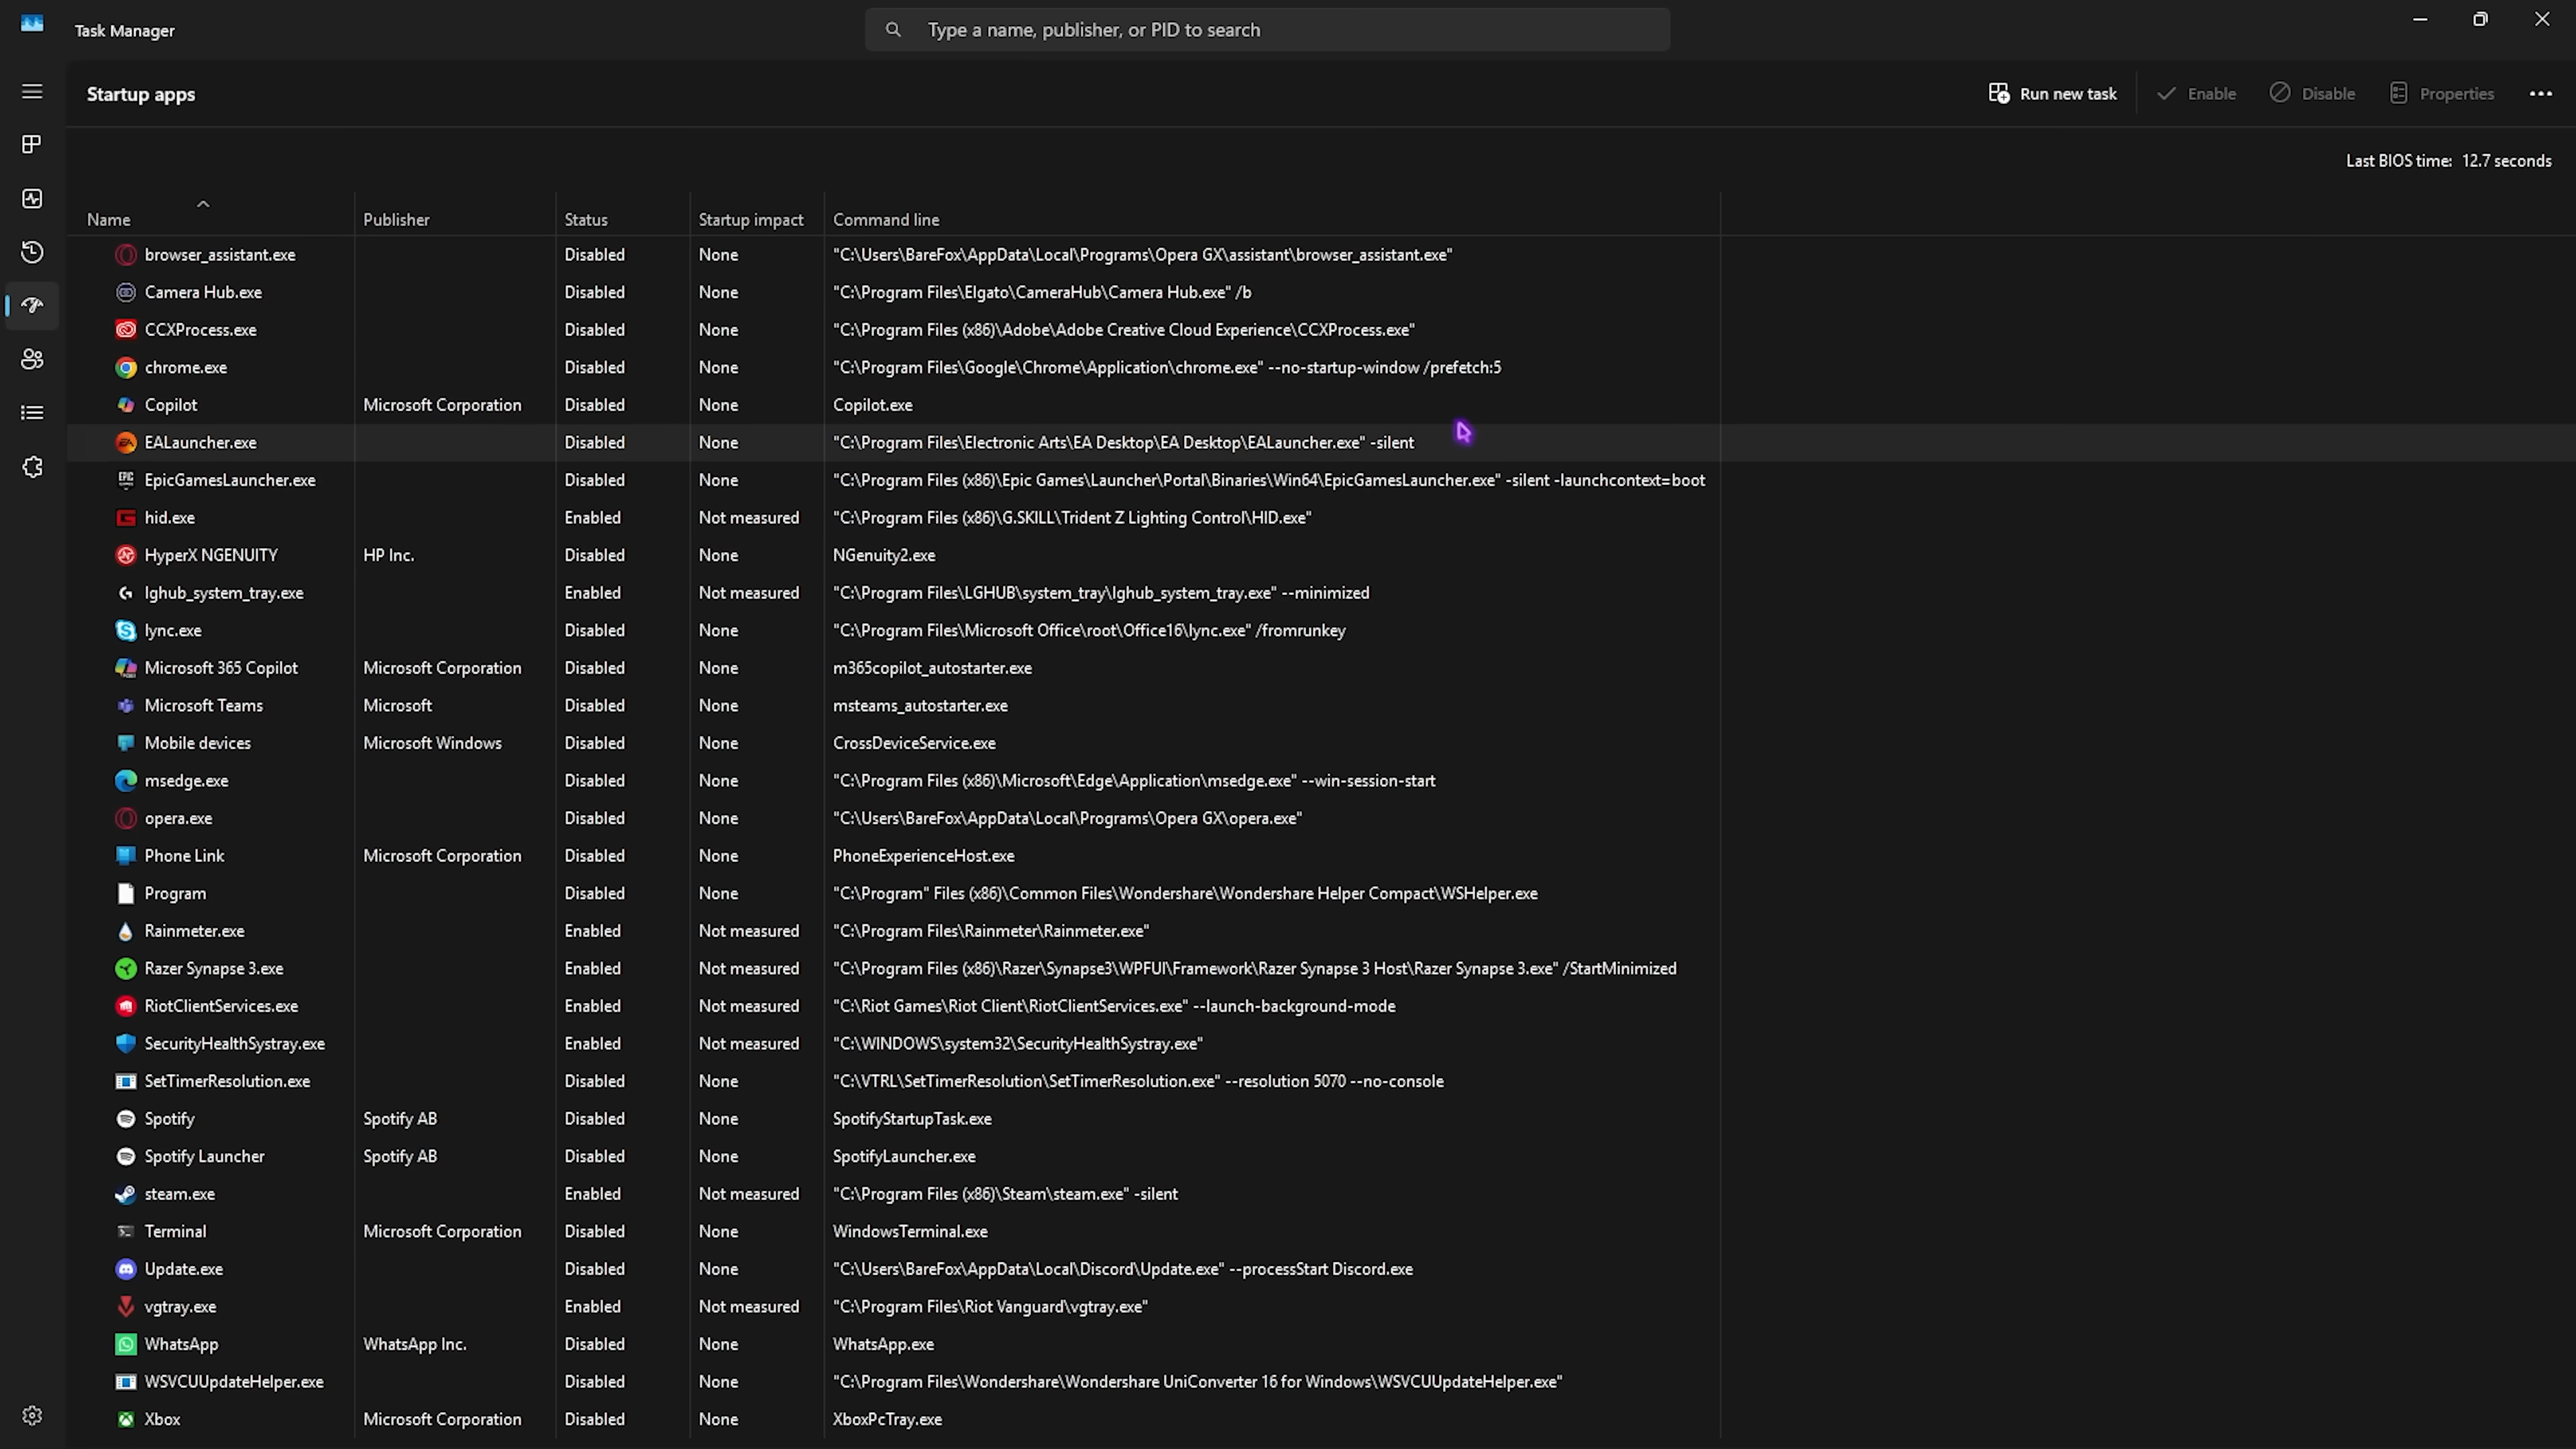 Task Manager
Type a name, publisher, or PID to search
Startup apps
Run new task Enable Disable Properties
Last BIOS time: 12.7 seconds
Name Publisher Status Startup impact Command line
browser_assistant.exe Disabled None "C:\Users\BareFox\AppData\Local\Programs\Opera GX\assistant\browser_assistant.exe"
Camera Hub.exe Disabled None "C:\Program Files\Elgato\CameraHub\Camera Hub.exe" /b
CCXProcess.exe Disabled None "C:\Program Files (x86)\Adobe\Adobe Creative Cloud Experience\CCXProcess.exe"
chrome.exe Disabled None "C:\Program Files\Google\Chrome\Application\chrome.exe" --no-startup-window /prefetch:5
Copilot Microsoft Corporation Disabled None Copilot.exe
EALauncher.exe Disabled None "C:\Program Files\Electronic Arts\EA Desktop\EA Desktop\EALauncher.exe" -silent
EpicGamesLauncher.exe Disabled None "C:\Program Files (x86)\Epic Games\Launcher\Portal\Binaries\Win64\EpicGamesLauncher.exe" -silent -launchcontext=boot
hid.exe Enabled Not measured "C:\Program Files (x86)\G.SKILL\Trident Z Lighting Control\HID.exe"
HyperX NGENUITY HP Inc. Disabled None NGenuity2.exe
lghub_system_tray.exe Enabled Not measured "C:\Program Files\LGHUB\system_tray\lghub_system_tray.exe" --minimized
lync.exe Disabled None "C:\Program Files\Microsoft Office\root\Office16\lync.exe" /fromrunkey
Microsoft 365 Copilot Microsoft Corporation Disabled None m365copilot_autostarter.exe
Microsoft Teams Microsoft Disabled None msteams_autostarter.exe
Mobile devices Microsoft Windows Disabled None CrossDeviceService.exe
msedge.exe Disabled None "C:\Program Files (x86)\Microsoft\Edge\Application\msedge.exe" --win-session-start
opera.exe Disabled None "C:\Users\BareFox\AppData\Local\Programs\Opera GX\opera.exe"
Phone Link Microsoft Corporation Disabled None PhoneExperienceHost.exe
Program Disabled None "C:\Program" Files (x86)\Common Files\Wondershare\Wondershare Helper Compact\WSHelper.exe
Rainmeter.exe Enabled Not measured "C:\Program Files\Rainmeter\Rainmeter.exe"
Razer Synapse 3.exe Enabled Not measured "C:\Program Files (x86)\Razer\Synapse3\WPFUI\Framework\Razer Synapse 3 Host\Razer Synapse 3.exe" /StartMinimized
RiotClientServices.exe Enabled Not measured "C:\Riot Games\Riot Client\RiotClientServices.exe" --launch-background-mode
SecurityHealthSystray.exe Enabled Not measured "C:\WINDOWS\system32\SecurityHealthSystray.exe"
SetTimerResolution.exe Disabled None "C:\VTRL\SetTimerResolution\SetTimerResolution.exe" --resolution 5070 --no-console
Spotify Spotify AB Disabled None SpotifyStartupTask.exe
Spotify Launcher Spotify AB Disabled None SpotifyLauncher.exe
steam.exe Enabled Not measured "C:\Program Files (x86)\Steam\steam.exe" -silent
Terminal Microsoft Corporation Disabled None WindowsTerminal.exe
Update.exe Disabled None "C:\Users\BareFox\AppData\Local\Discord\Update.exe" --processStart Discord.exe
vgtray.exe Enabled Not measured "C:\Program Files\Riot Vanguard\vgtray.exe"
WhatsApp WhatsApp Inc. Disabled None WhatsApp.exe
WSVCUUpdateHelper.exe Disabled None "C:\Program Files\Wondershare\Wondershare UniConverter 16 for Windows\WSVCUUpdateHelper.exe"
Xbox Microsoft Corporation Disabled None XboxPcTray.exe